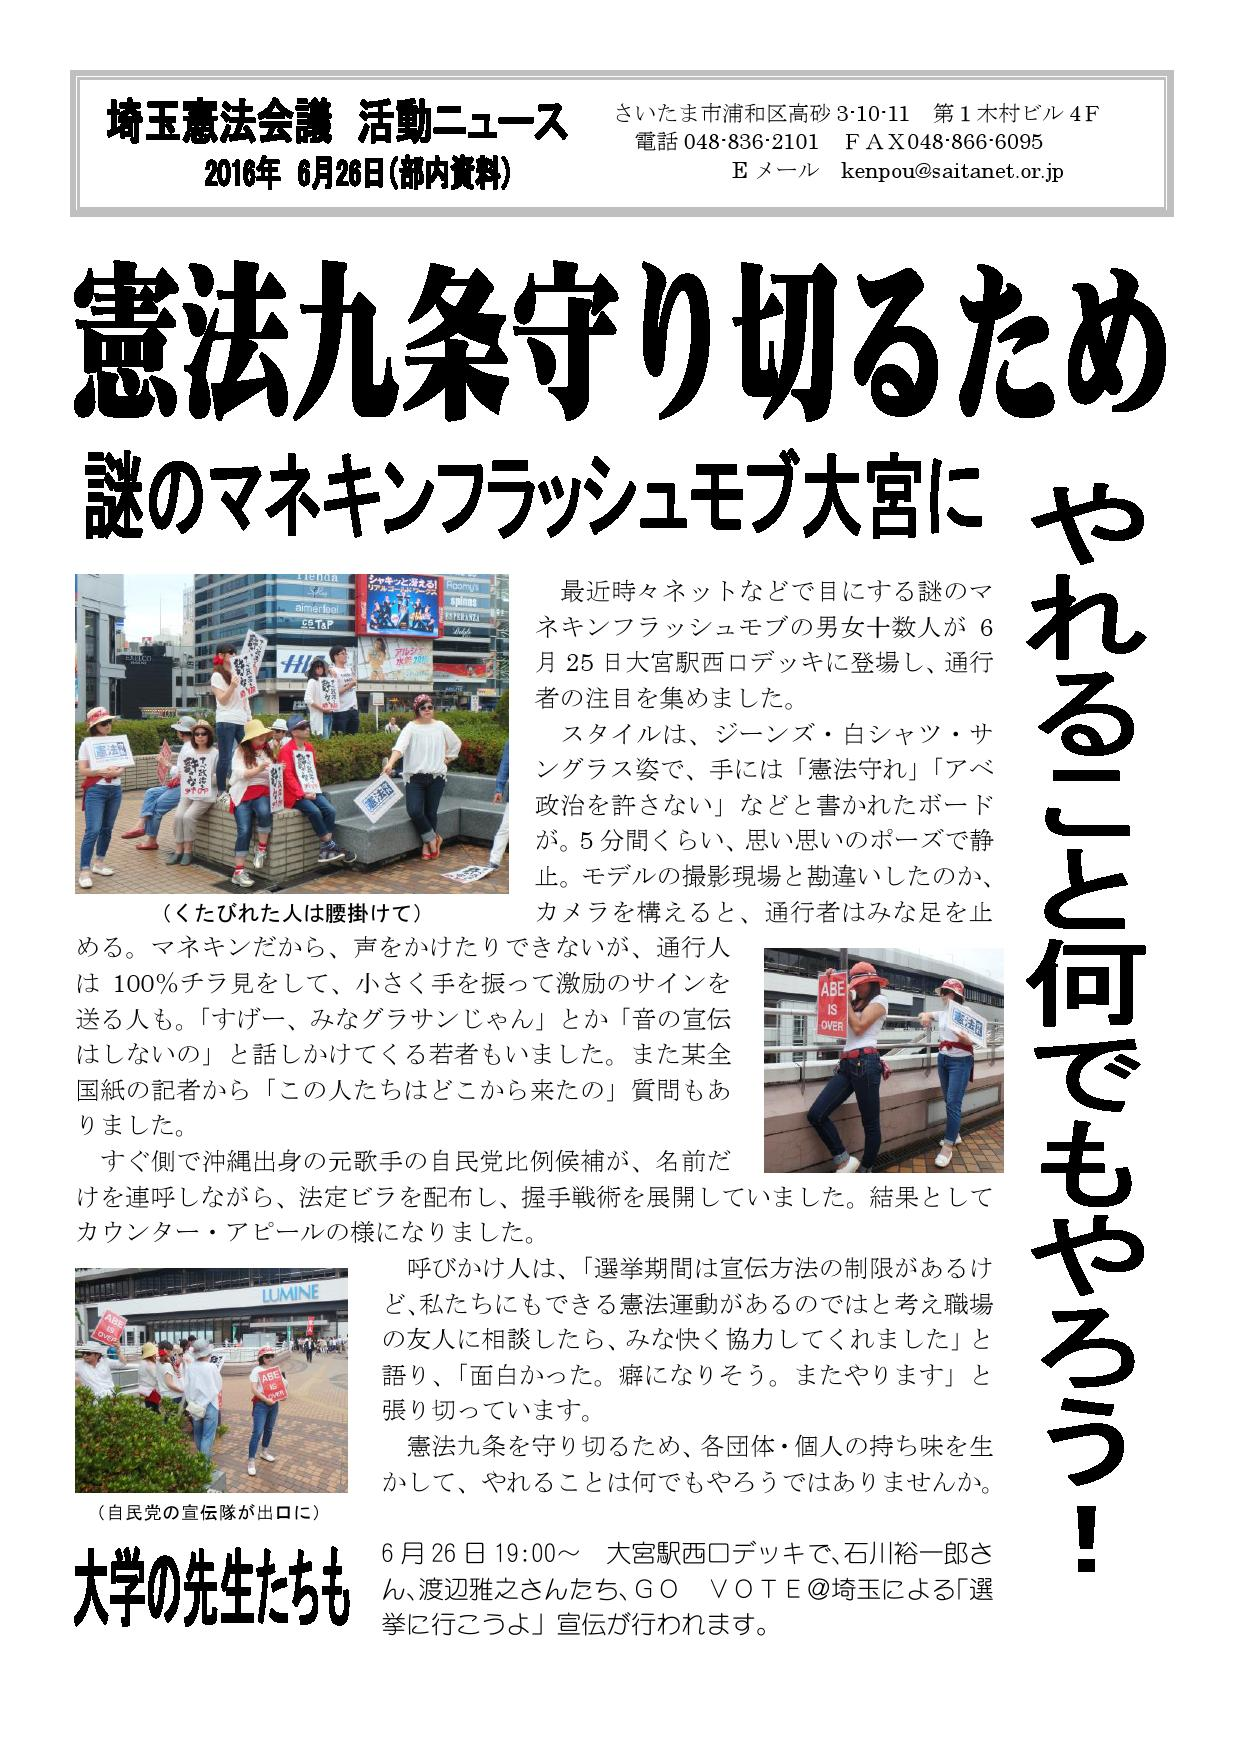 埼玉憲法会議　活動ニュース
2016年　6月26日(部内資料)
さいたま市浦和区高砂 3-10-11　第 1 木村ビル 4Ｆ
電話 048-836-2101　ＦＡＸ048-866-6095
E メール　kenpou@saitanet.or.jp
憲法九条守り切るため
やれること何でもやろう！
謎のマネキンフラッシュモブ大宮に
　最近時々ネットなどで目にする謎のマ
ネキンフラッシュモブの男女十数人が 6
月 25 日大宮駅西口デッキに登場し、通行
者の注目を集めました。
　スタイルは、ジーンズ・白シャツ・サ
ングラス姿で、手には「憲法守れ」「アベ
政治を許さない」などと書かれたボード
が。5 分間くらい、思い思いのポーズで静
止。モデルの撮影現場と勘違いしたのか、
カメラを構えると、通行者はみな足を止
（くたびれた人は腰掛けて）
める。マネキンだから、声をかけたりできないが、通行人
は 100％チラ見をして、小さく手を振って激励のサインを
送る人も。「すげー、みなグラサンじゃん」とか「音の宣伝
はしないの」と話しかけてくる若者もいました。また某全
国紙の記者から「この人たちはどこから来たの」質問もあ
りました。
　すぐ側で沖縄出身の元歌手の自民党比例候補が、名前だ
けを連呼しながら、法定ビラを配布し、握手戦術を展開していました。結果として
カウンター・アピールの様になりました。
　呼びかけ人は、「選挙期間は宣伝方法の制限があるけ
ど、私たちにもできる憲法運動があるのではと考え職場
の友人に相談したら、みな快く協力してくれました」と
語り、「面白かった。癖になりそう。またやります」と
張り切っています。
　憲法九条を守り切るため、各団体・個人の持ち味を生
かして、やれることは何でもやろうではありませんか。
（自民党の宣伝隊が出口に）
大学の先生たちも
6 月 26 日 19:00～　大宮駅西口デッキで、石川裕一郎さ
ん、渡辺雅之さんたち、ＧＯ　ＶＯＴＥ＠埼玉による「選
挙に行こうよ」宣伝が行われます。
aimerfeel
CS T&P
シャキッと冴える!
Roomy's
spinns
ESPERANZA
HIS
ABE
IS
OVER
LUMINE
ABE
IS
OVER
ABE
IS
OVER